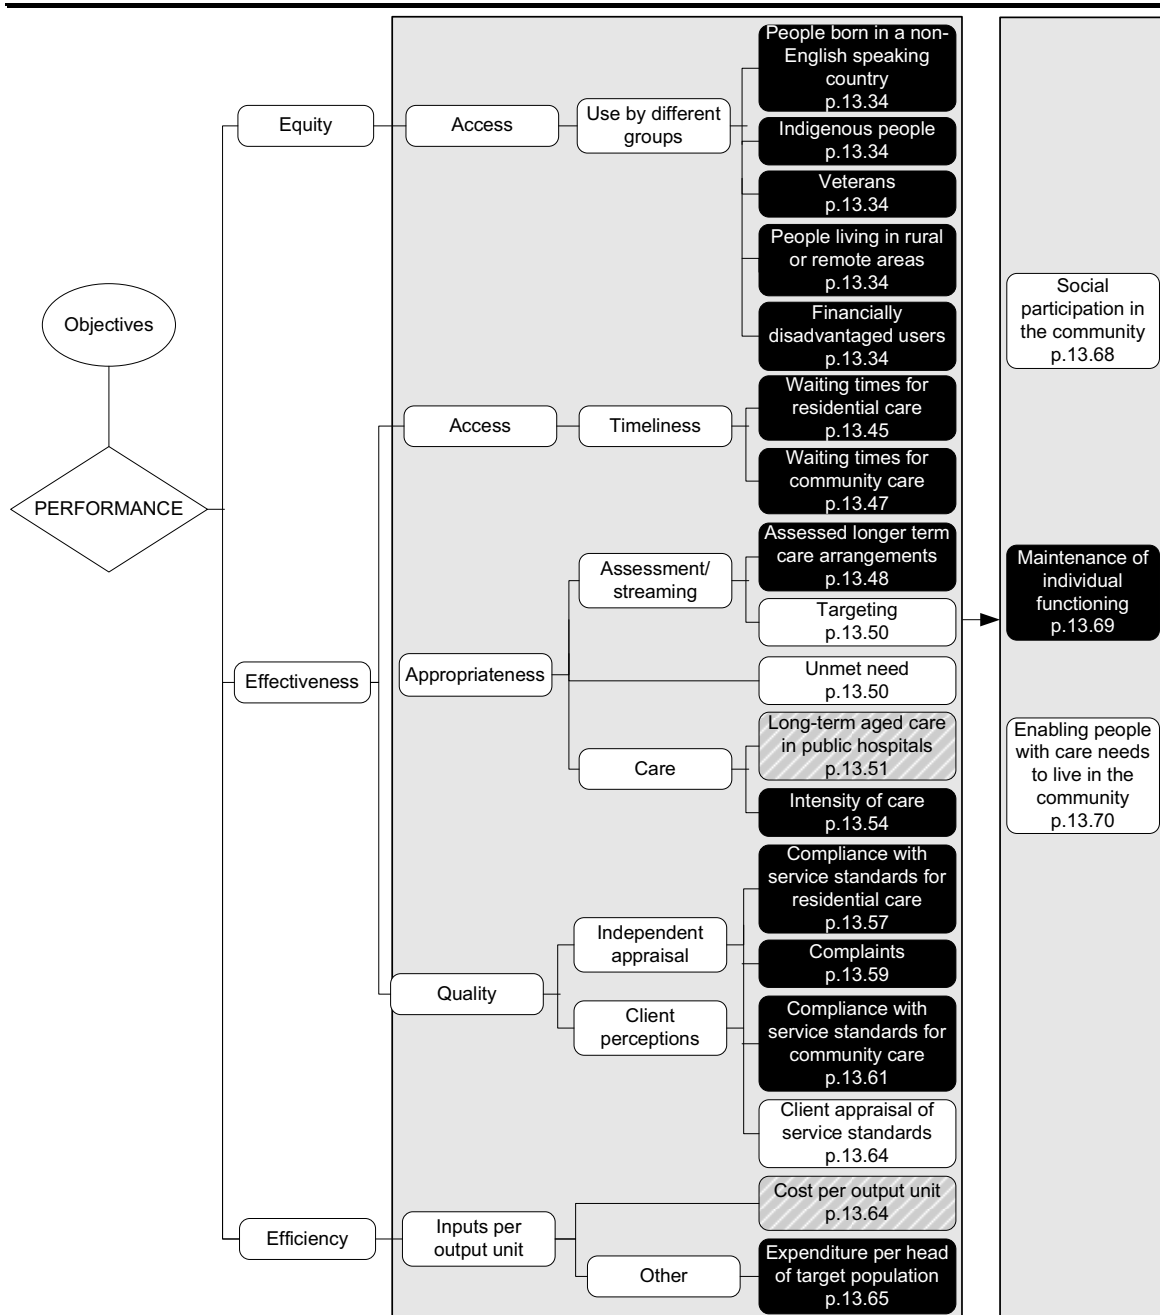 Objectives
PERFORMANCE
Equity
Access
Use by different
groups
People born in a non-
English speaking
country
p.13.34
Indigenous people
p.13.34
Veterans
p.13.34
People living in rural
or remote areas
p.13.34
Financially
disadvantaged users
p.13.34
Effectiveness
Access
Timeliness
Waiting times for
residential care
p.13.45
Waiting times for
community care
p.13.47
Appropriateness
Assessment/
streaming
Assessed longer term
care arrangements
p.13.48
Targeting
p.13.50
Unmet need
p.13.50
Care
Long-term aged care
in public hospitals
p.13.51
Intensity of care
p.13.54
Quality
Independent
appraisal
Client
perceptions
Compliance with
service standards for
residential care
p.13.57
Complaints
p.13.59
Compliance with
service standards for
community care
p.13.61
Client appraisal of
service standards
p.13.64
Efficiency
Inputs per
output unit
Cost per output unit
p.13.64
Other
Expenditure per head
of target population
p.13.65
Social
participation in
the community
p.13.68
Maintenance of
individual
functioning
p.13.69
Enabling people
with care needs
to live in the
community
p.13.70